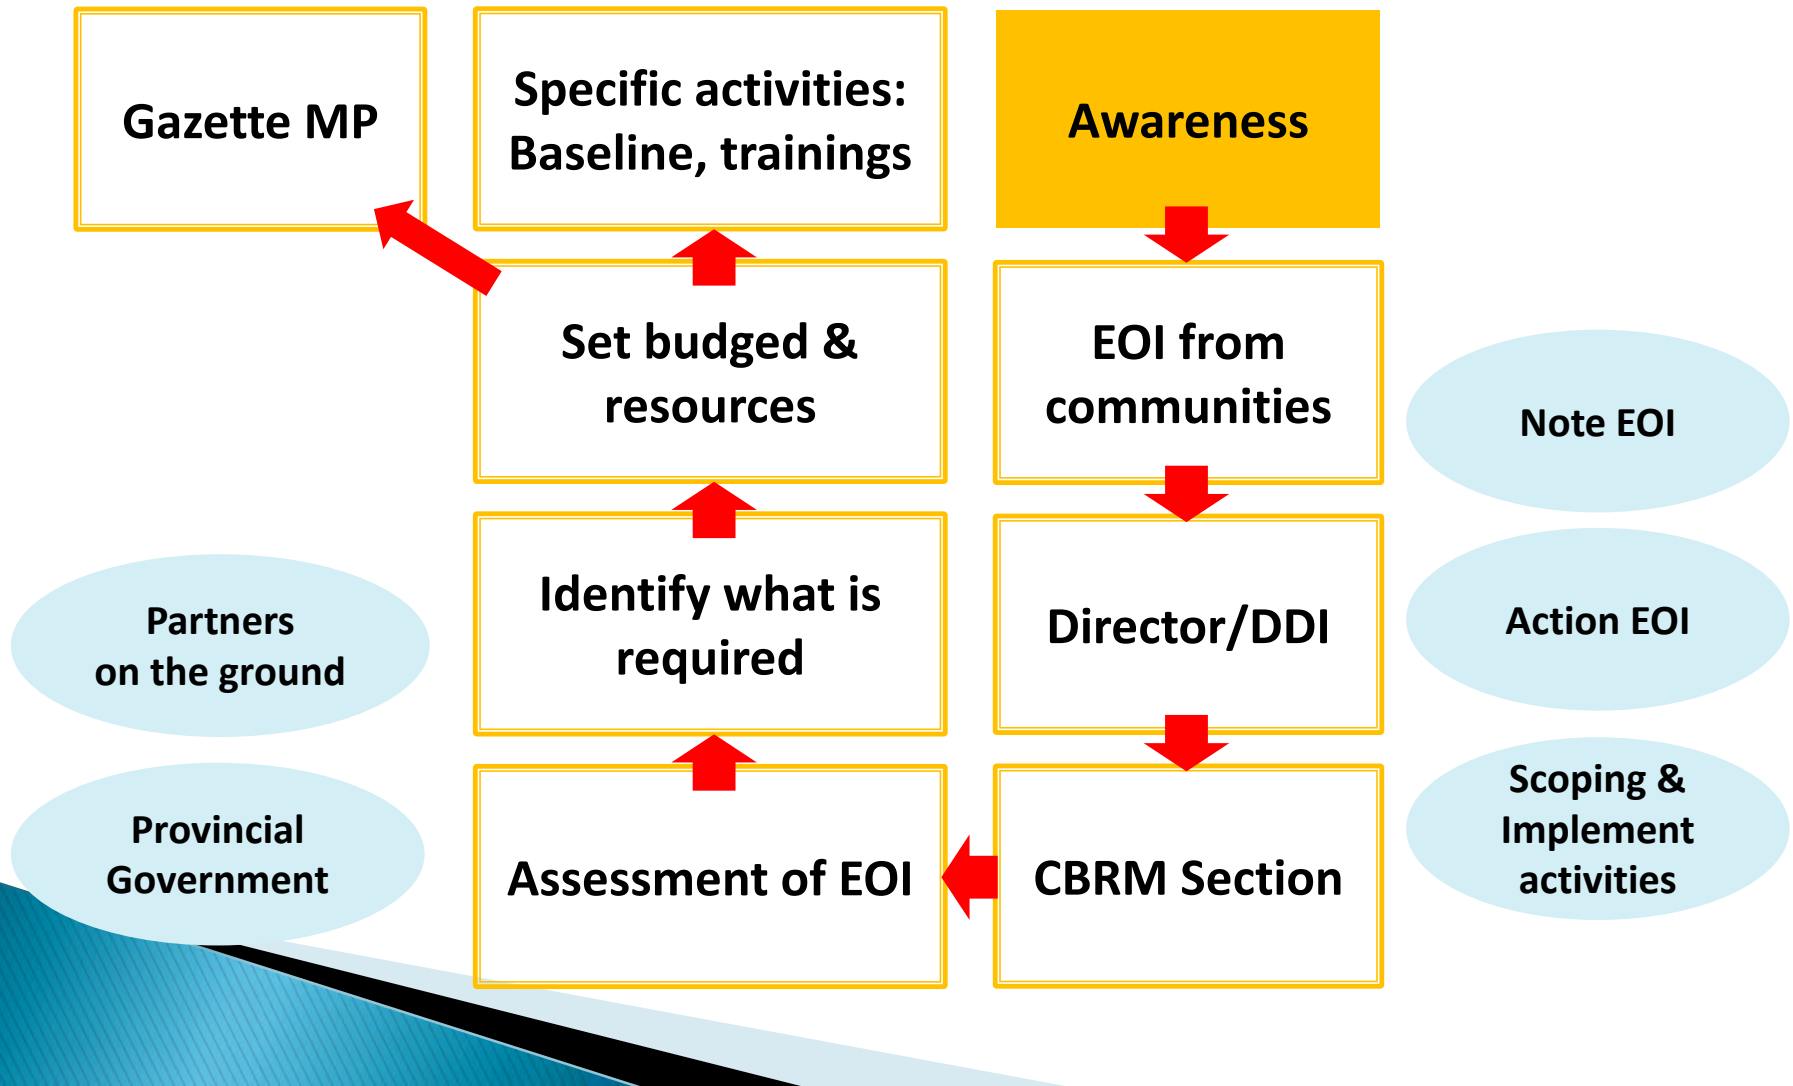 Gazette MP
Specific activities:
Baseline, trainings
Awareness
Set budged &
resources
EOI from
communities
Note EOI
Identify what is
required
Director/DDI
Action EOI
Partners
on the ground
Assessment of EOI
CBRM Section
Scoping &
Implement
activities
Provincial
Government